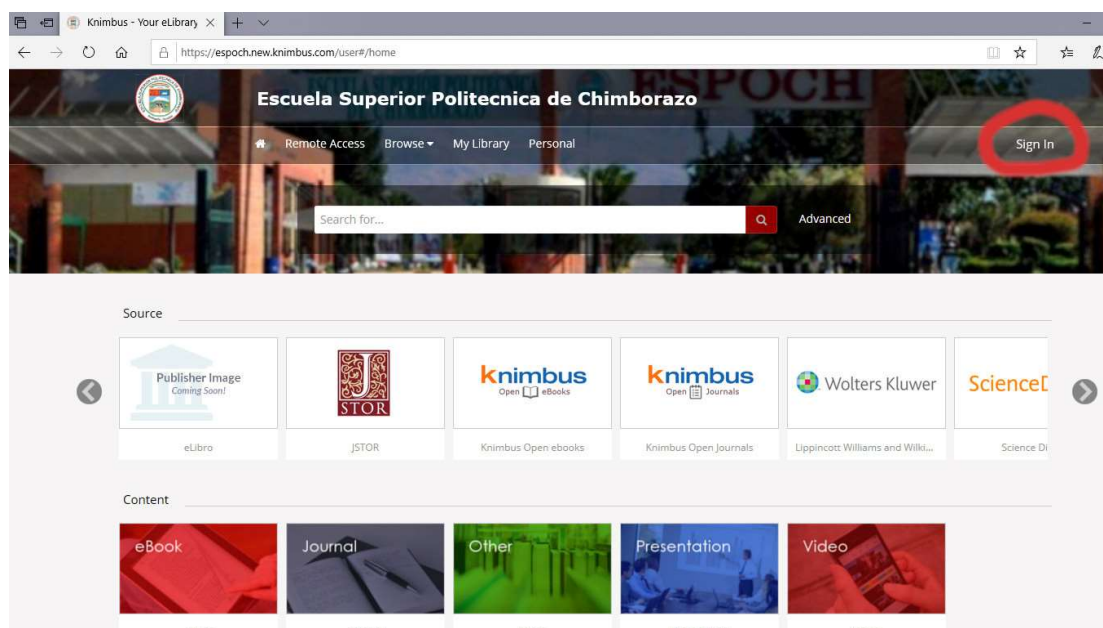 Knimbus - Your eLibrary
https://espoch.new.knimbus.com/user#/home
ESPOCH
Escuela Superior Politecnica de Chimborazo
Remote Access Browse My Library Personal Sign In
Search for... Advanced
Source
Publisher Image
Coming Soon!
JSTOR
knimbus
Open eBooks
knimbus
Open Journals
Wolters Kluwer
ScienceD
eLibro JSTOR Knimbus Open ebooks Knimbus Open Journals Lippincott Williams and Wilki... Science Di
Content
eBook Journal Other Presentation Video